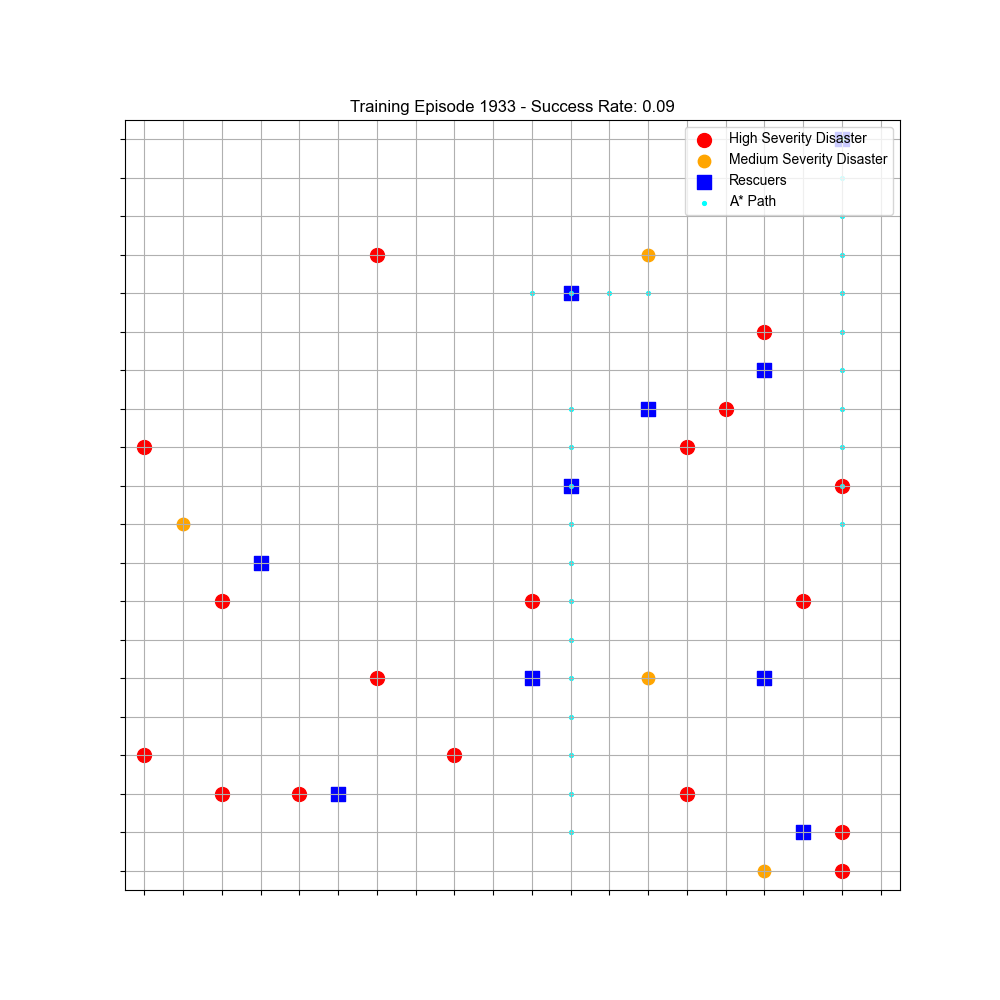 Training Episode 1933 - Success Rate: 0.09
High Severity Disaster
Medium Severity Disaster
Rescuers
A* Path